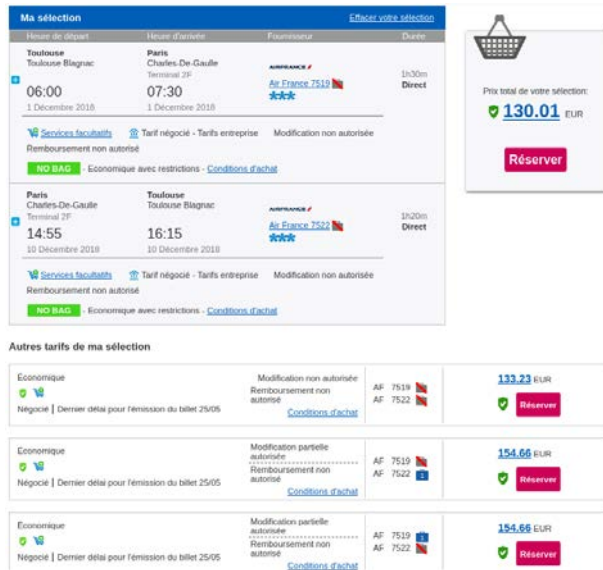 Ma sélection
Effacer votre sélection
Heure de départ Heure d'arrivée Fournisseur Durée
Toulouse Paris
Toulouse Blagnac Charles-De-Gaulle
Terminal 2F
AIRFRANCE
Air France 7519
06:00 07:30
1h30m
Direct
1 Décembre 2018 1 Décembre 2018
Services facultatifs Tarif négocié - Tarifs entreprise Modification non autorisée
Remboursement non autorisé
NO BAG - Economique avec restrictions - Conditions d'achat
Paris Toulouse
Charles-De-Gaulle Toulouse Blagnac
Terminal 2F
AIRFRANCE
Air France 7522
14:55 16:15
1h20m
Direct
10 Décembre 2018 10 Décembre 2018
Services facultatifs Tarif négocié - Tarifs entreprise Modification non autorisée
Remboursement non autorisé
NO BAG - Economique avec restrictions - Conditions d'achat
Prix total de votre sélection:
130.01 EUR
Réserver
Autres tarifs de ma sélection
Économique
Négocié | Dernier délai pour l'émission du billet 25/05
Modification non autorisée
Remboursement non
autorisé
Conditions d'achat
AF 7519
AF 7522
133.23 EUR
Réserver
Économique
Négocié | Dernier délai pour l'émission du billet 25/05
Modification partielle
autorisée
Remboursement non
autorisé
Conditions d'achat
AF 7519
AF 7522 1
154.66 EUR
Réserver
Économique
Négocié | Dernier délai pour l'émission du billet 25/05
Modification partielle
autorisée
Remboursement non
autorisé
Conditions d'achat
AF 7519 1
AF 7522
154.66 EUR
Réserver